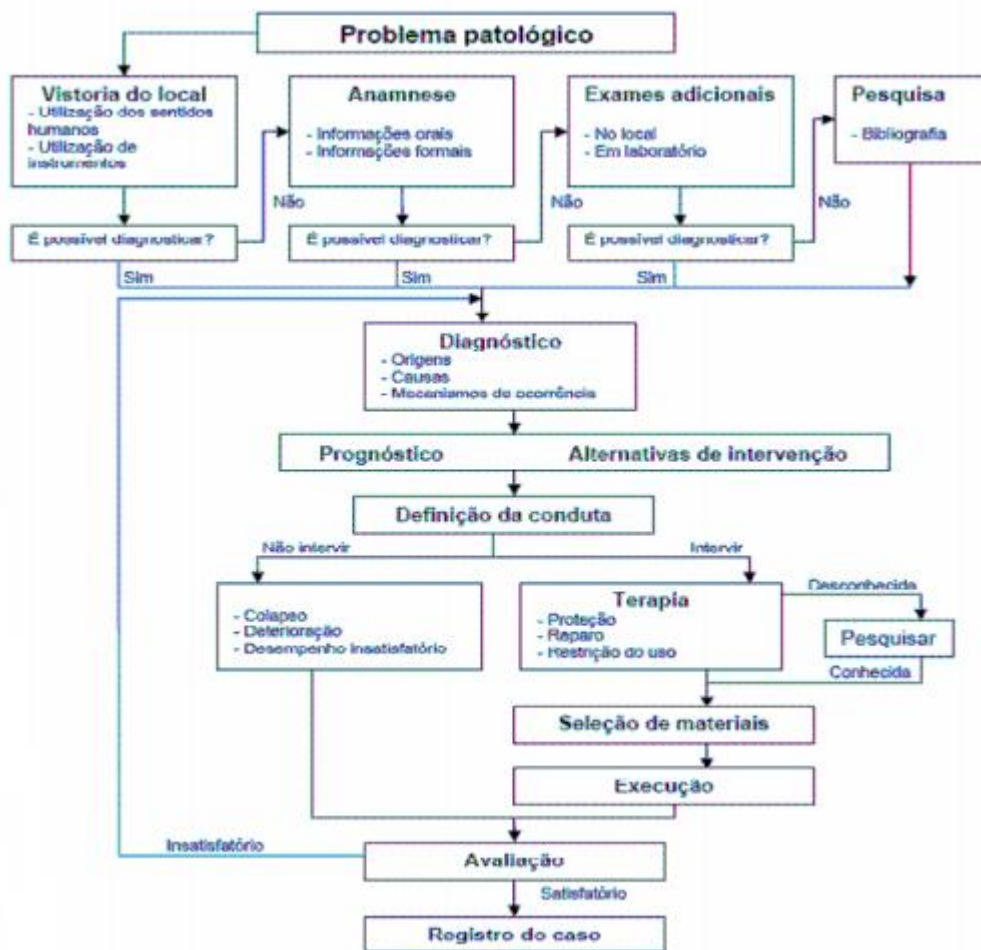 Problema patológico
Vistoria do local
- Utilização dos sentidos
humanos
- Utilização de
instrumentos
Anamnese
- Informações orais
- Informações formais
Exames adicionais
- No local
- Em laboratório
Pesquisa
- Bibliografia
Não
Não
Não
É possível diagnosticar?
É possível diagnosticar?
É possível diagnosticar?
Sim
Sim
Sim
Diagnóstico
- Origens
- Causas
- Mecanismos de ocorrência
Prognóstico
Alternativas de intervenção
Definição da conduta
Não intervir
Intervir
- Colapso
- Deterioração
- Desempenho insatisfatório
Terapia
- Proteção
- Reparo
- Restrição do uso
Desconhecida
Pesquisar
Conhecida
Seleção de materiais
Execução
Insatisfatório
Avaliação
Satisfatório
Registro do caso